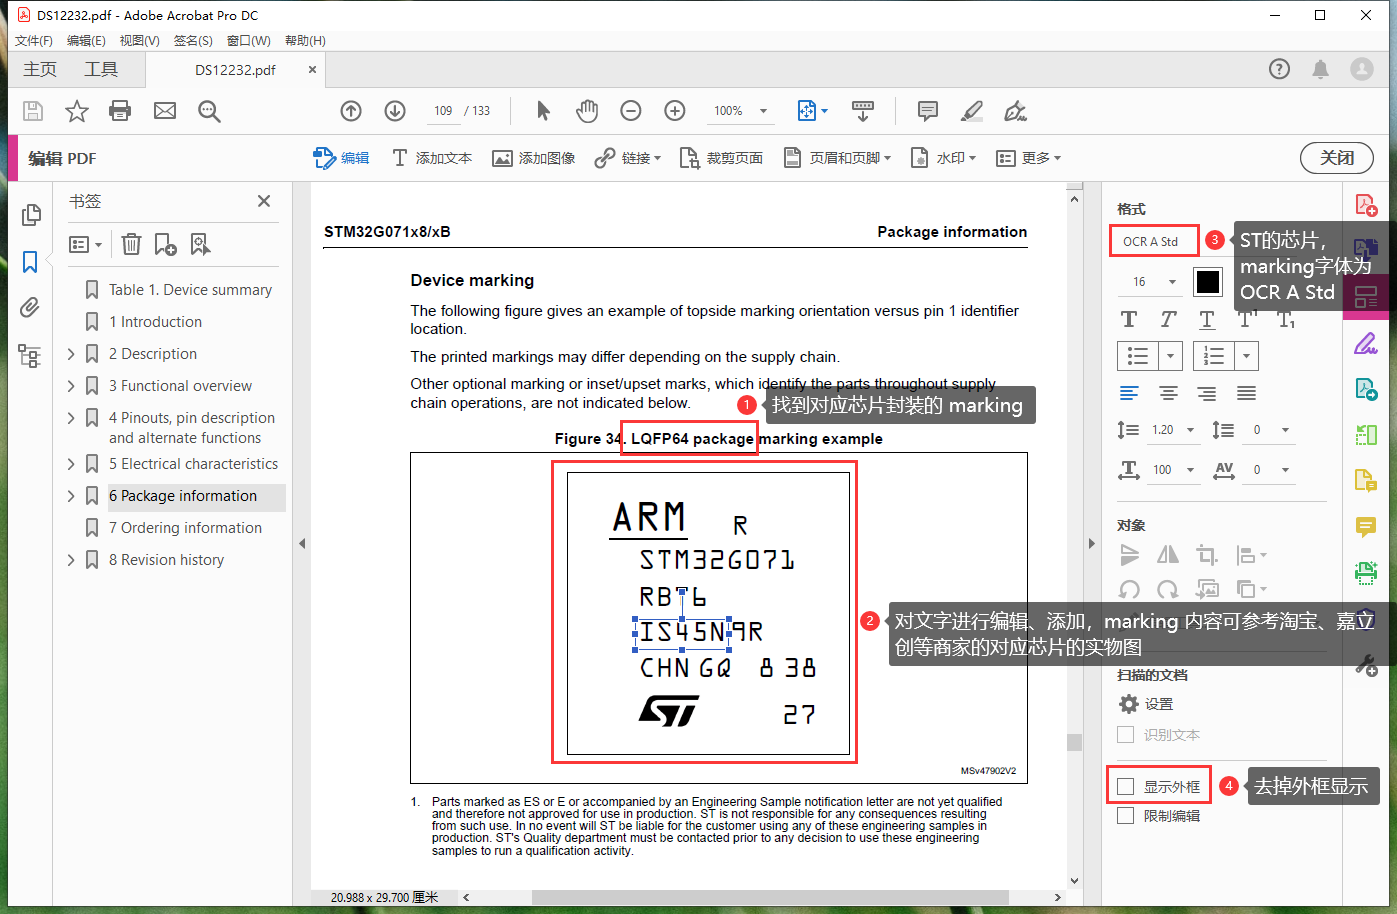 DS12232.pdf - Adobe Acrobat Pro DC
文件(F) 编辑(E) 视图(V) 签名(S) 窗口(W) 帮助(H)
主页 工具 DS12232.pdf ×
109 / 133 100%
编辑 PDF 编辑 添加文本 添加图像 链接 裁剪页面 页眉和页脚 水印 更多 关闭
书签
Table 1. Device summary
1 Introduction
2 Description
3 Functional overview
4 Pinouts, pin description
and alternate functions
5 Electrical characteristics
6 Package information
7 Ordering information
8 Revision history
STM32G071x8/xB Package information
Device marking
The following figure gives an example of topside marking orientation versus pin 1 identifier
location.
The printed markings may differ depending on the supply chain.
Other optional marking or inset/upset marks, which identify the parts throughout supply
chain operations, are not indicated below.
1 找到对应芯片封装的 marking
Figure 34. LQFP64 package marking example
ARM R
STM32G071
RBT6
IS45N9R
CHN GQ 8 38
ST 27
MSv47902V2
2 对文字进行编辑、添加，marking 内容可参考淘宝、嘉立
创等商家的对应芯片的实物图
1. Parts marked as ES or E or accompanied by an Engineering Sample notification letter are not yet qualified
and therefore not approved for use in production. ST is not responsible for any consequences resulting
from such use. In no event will ST be liable for the customer using any of these engineering samples in
production. ST's Quality department must be contacted prior to any decision to use these engineering
samples to run a qualification activity.
20.988 x 29.700 厘米
格式
OCR A Std
3 ST的芯片，
marking字体为
OCR A Std
16
T T T T¹ T₁
1.20 0
T 100 AV 0
对象
扫描的文档
设置
识别文本
显示外框
4 去掉外框显示
限制编辑